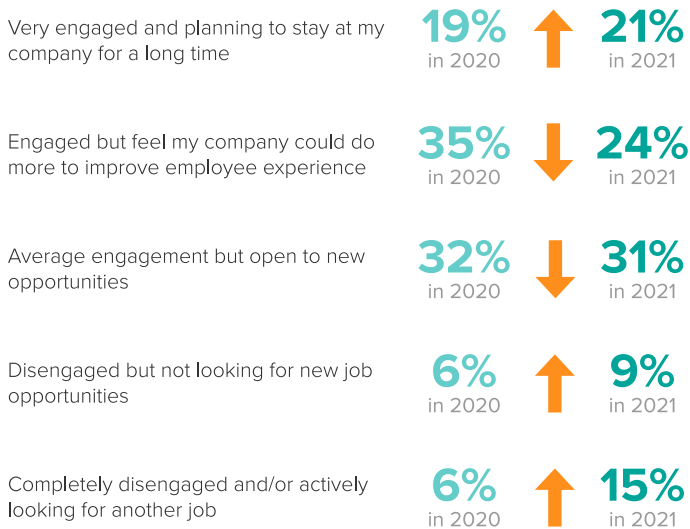 Very engaged and planning to stay at my
company for a long time
19%
in 2020
21%
in 2021
Engaged but feel my company could do
more to improve employee experience
35%
in 2020
24%
in 2021
Average engagement but open to new
opportunities
32%
in 2020
31%
in 2021
Disengaged but not looking for new job
opportunities
6%
in 2020
9%
in 2021
Completely disengaged and/or actively
looking for another job
6%
in 2020
15%
in 2021